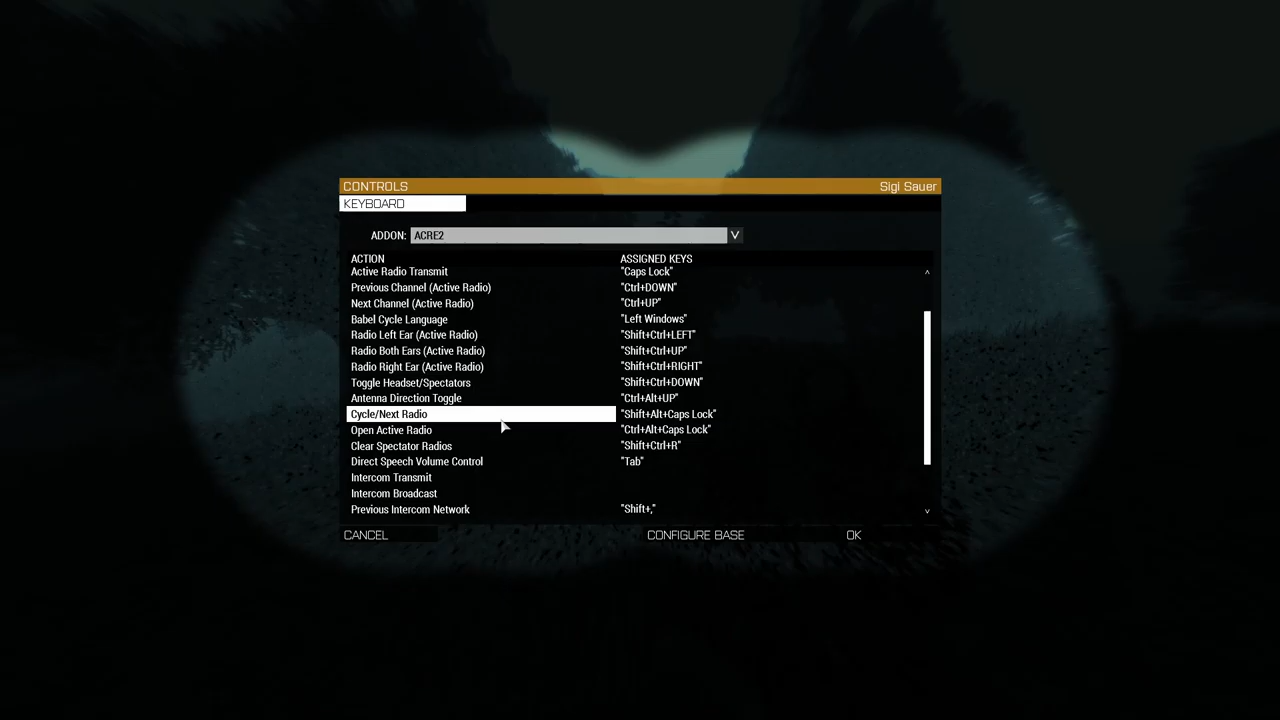 CONTROLS Sigi Sauer
KEYBOARD
ADDON: ACRE2 V
ACTION ASSIGNED KEYS
Active Radio Transmit "Caps Lock"
Previous Channel (Active Radio) "Ctrl+DOWN"
Next Channel (Active Radio) "Ctrl+UP"
Babel Cycle Language "Left Windows"
Radio Left Ear (Active Radio) "Shift+Ctrl+LEFT"
Radio Both Ears (Active Radio) "Shift+Ctrl+UP"
Radio Right Ear (Active Radio) "Shift+Ctrl+RIGHT"
Toggle Headset/Spectators "Shift+Ctrl+DOWN"
Antenna Direction Toggle "Ctrl+Alt+UP"
Cycle/Next Radio "Shift+Alt+Caps Lock"
Open Active Radio "Ctrl+Alt+Caps Lock"
Clear Spectator Radios "Shift+Ctrl+R"
Direct Speech Volume Control "Tab"
Intercom Transmit
Intercom Broadcast
Previous Intercom Network "Shift+,"
CANCEL CONFIGURE BASE OK